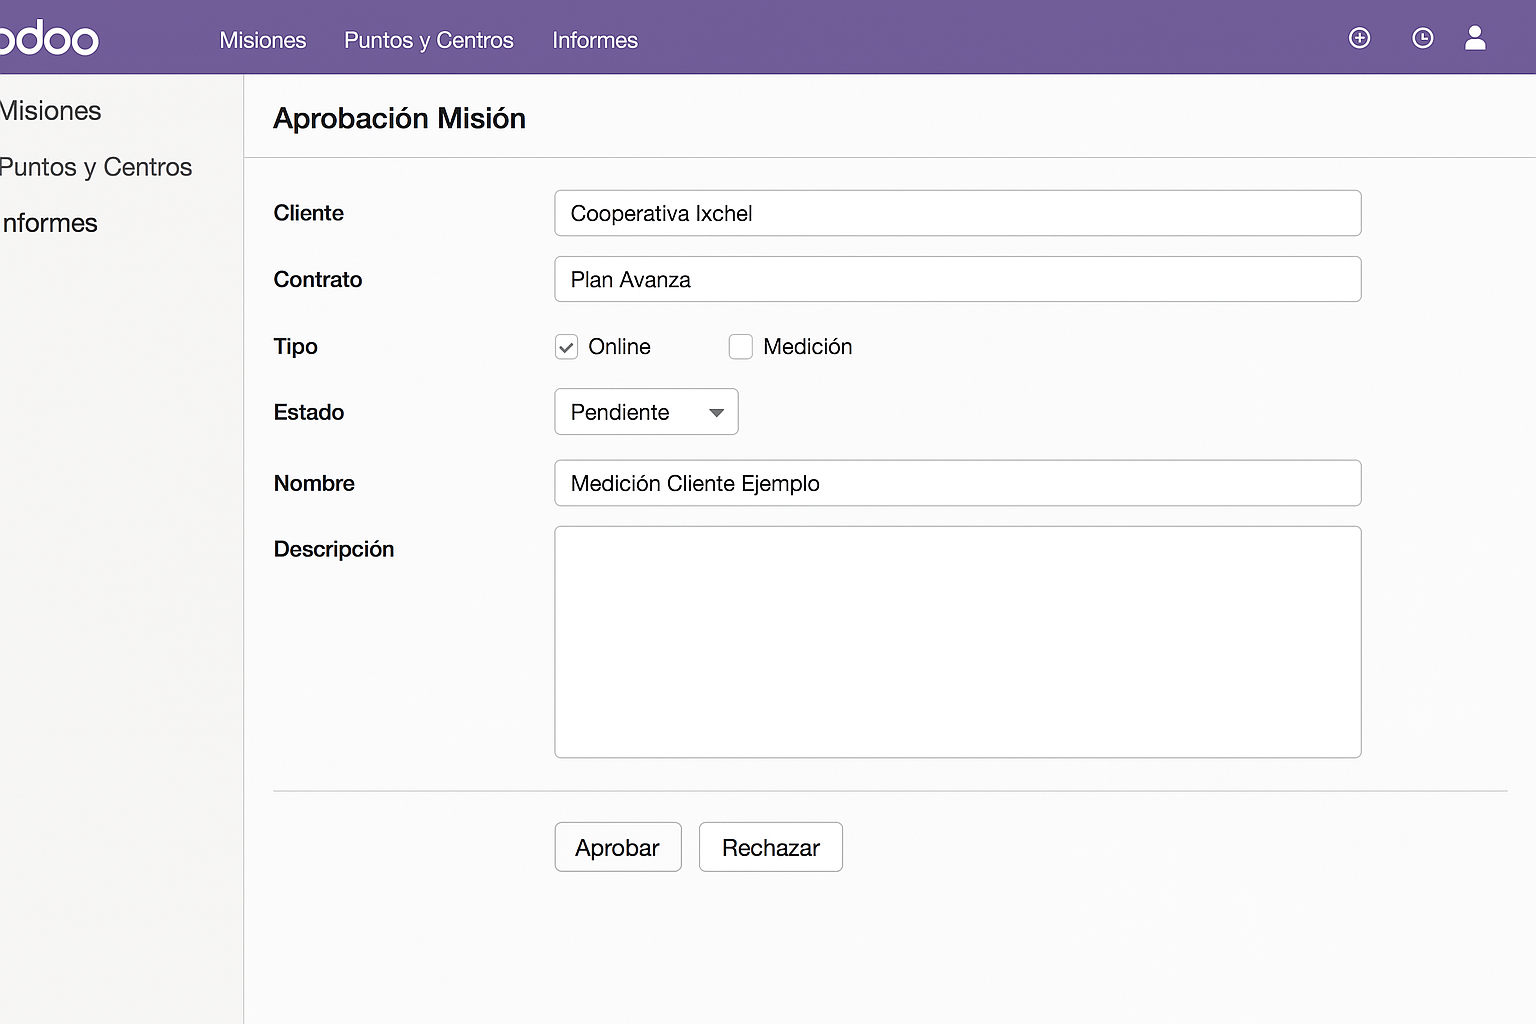 odoo
Misiones Puntos y Centros Informes
Misiones
Puntos y Centros
nformes
Aprobación Misión
Cliente Cooperativa Ixchel
Contrato Plan Avanza
Tipo Online Medición
Estado Pendiente
Nombre Medición Cliente Ejemplo
Descripción
Aprobar Rechazar